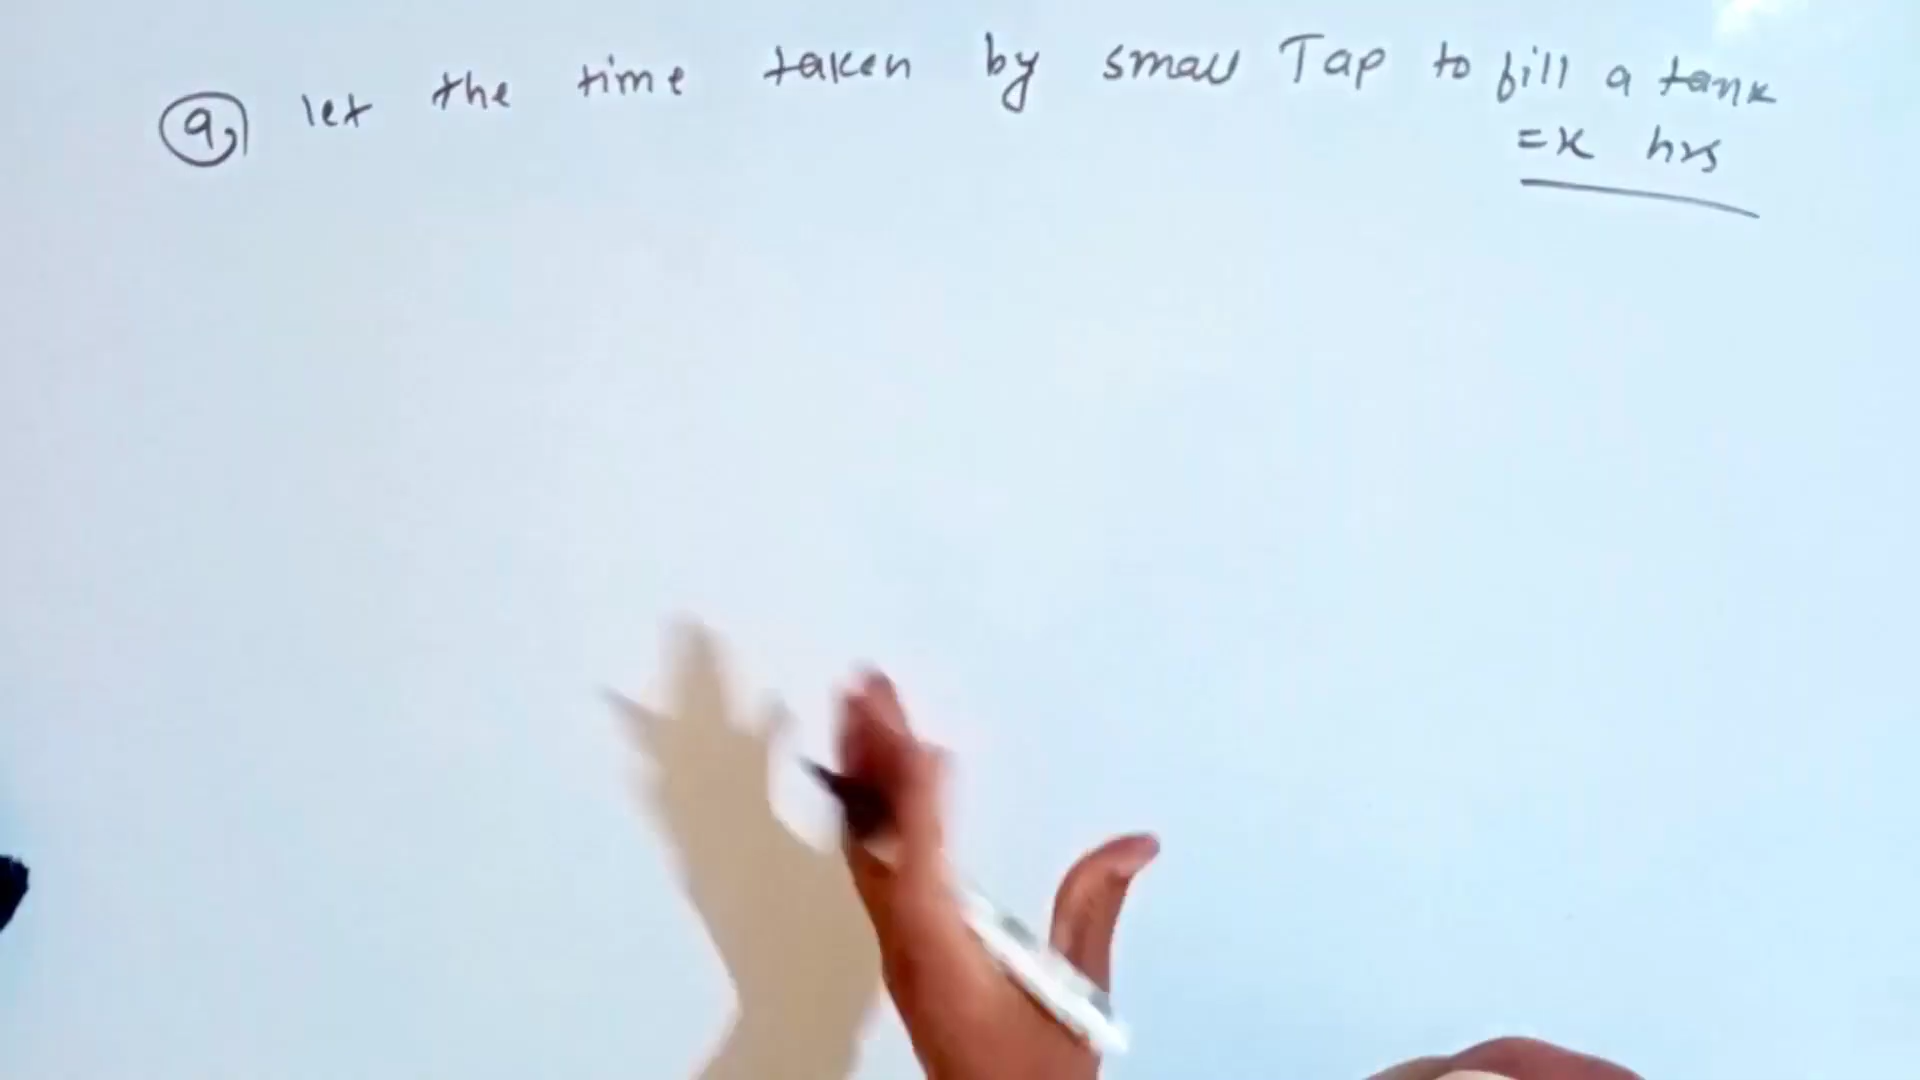 9, let the time taken by small Tap to fill a tank
=x hrs